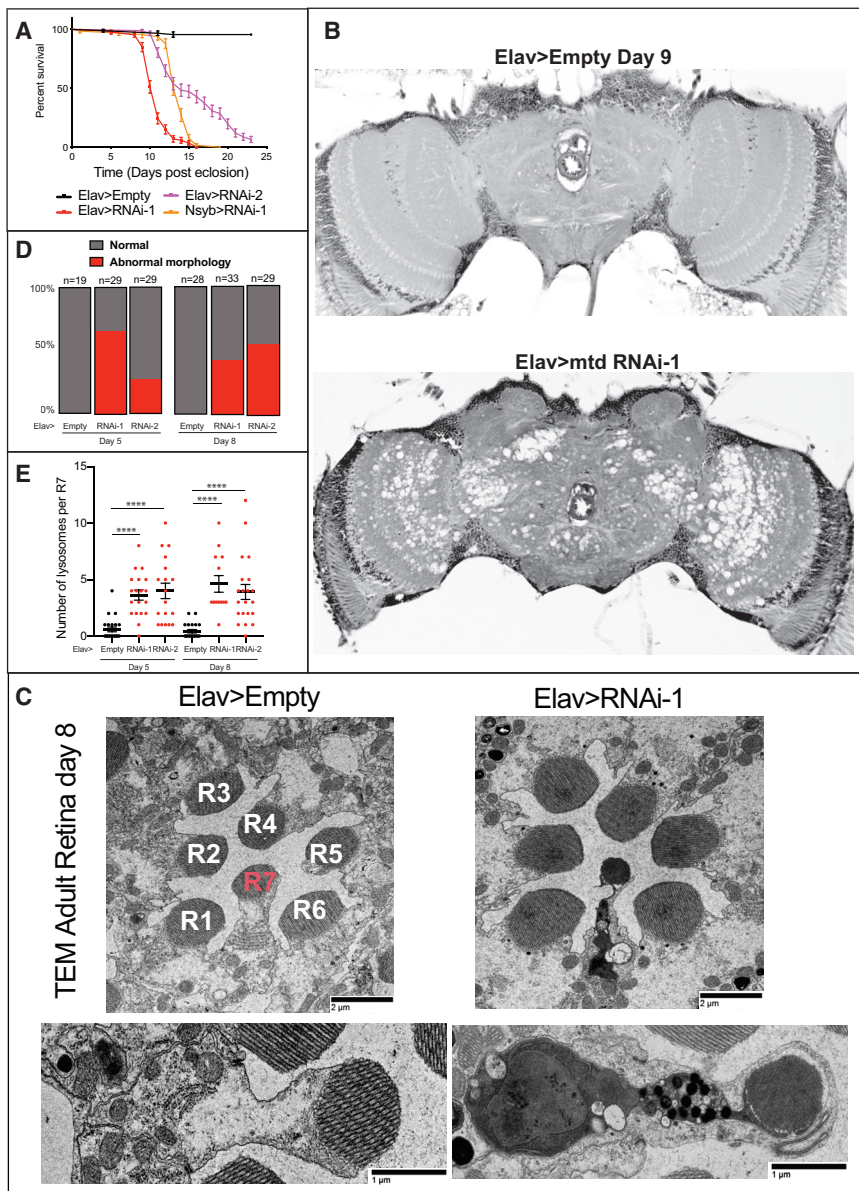 A
100
50
0
Percent survival
0 5 10 15 20 25
Time (Days post eclosion)
Elav>Empty
Elav>RNAi-2
Elav>RNAi-1
Nsyb>RNAi-1
B
Elav>Empty Day 9
Elav>mtd RNAi-1
D
Normal
Abnormal morphology
n=19 n=29 n=29 n=28 n=33 n=29
100%
50%
0%
Elav> Empty RNAi-1 RNAi-2 Empty RNAi-1 RNAi-2
Day 5 Day 8
E
15
10
5
0
Number of lysosomes per R7
****
****
****
****
Elav> Empty RNAi-1 RNAi-2 Empty RNAi-1 RNAi-2
Day 5 Day 8
C
Elav>Empty
Elav>RNAi-1
TEM Adult Retina day 8
R3
R4
R2
R5
R7
R1
R6
2 µm
2 µm
1 µm
1 µm